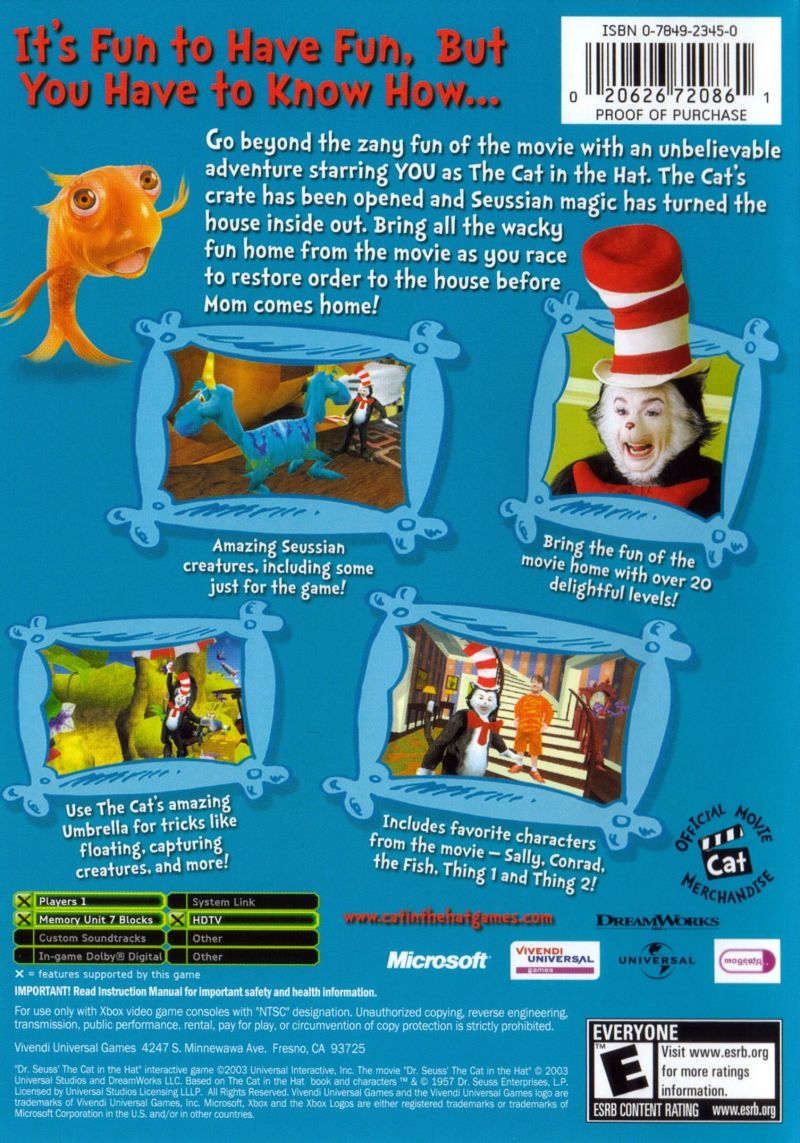 It's Fun to Have Fun, But
You Have to Know How...
ISBN 0-7849-2345-0
0 20626 72086 1
PROOF OF PURCHASE
Go beyond the zany fun of the movie with an unbelievable
adventure starring YOU as The Cat in the Hat. The Cat's
crate has been opened and Seussian magic has turned the
house inside out. Bring all the wacky
fun home from the movie as you race
to restore order to the house before
Mom comes home!
Amazing Seussian
creatures, including some
just for the game!
Bring the fun of the
movie home with over 20
delightful levels!
Use The Cat's amazing
Umbrella for tricks like
floating, capturing
creatures, and more!
Includes favorite characters
from the movie – Sally, Conrad,
the Fish, Thing 1 and Thing 2!
OFFICIAL MOVIE
Cat
MERCHANDISE
X Players 1
System Link
X Memory Unit 7 Blocks
X HDTV
Custom Soundtracks
Other
In-game Dolby® Digital
Other
X = features supported by this game
www.catinthehatgames.com
DREAMWORKS
Microsoft®
VIVENDI
UNIVERSAL
games
UNIVERSAL
magenta
IMPORTANT! Read Instruction Manual for important safety and health information.
For use only with Xbox video game consoles with "NTSC" designation. Unauthorized copying, reverse engineering,
transmission, public performance, rental, pay for play, or circumvention of copy protection is strictly prohibited.
Vivendi Universal Games 4247 S. Minnewawa Ave. Fresno, CA 93725
"Dr. Seuss' The Cat in the Hat" interactive game ©2003 Universal Interactive, Inc. The movie "Dr. Seuss' The Cat in the Hat" © 2003
Universal Studios and DreamWorks LLC. Based on The Cat in the Hat book and characters ™ & © 1957 Dr. Seuss Enterprises, L.P.
Licensed by Universal Studios Licensing LLLP. All Rights Reserved. Vivendi Universal Games and the Vivendi Universal Games logo are
trademarks of Vivendi Universal Games, Inc. Microsoft, Xbox and the Xbox Logos are either registered trademarks or trademarks of
Microsoft Corporation in the U.S. and/or in other countries.
EVERYONE
™
E
Visit www.esrb.org
for more ratings
information.
ESRB CONTENT RATING www.esrb.org